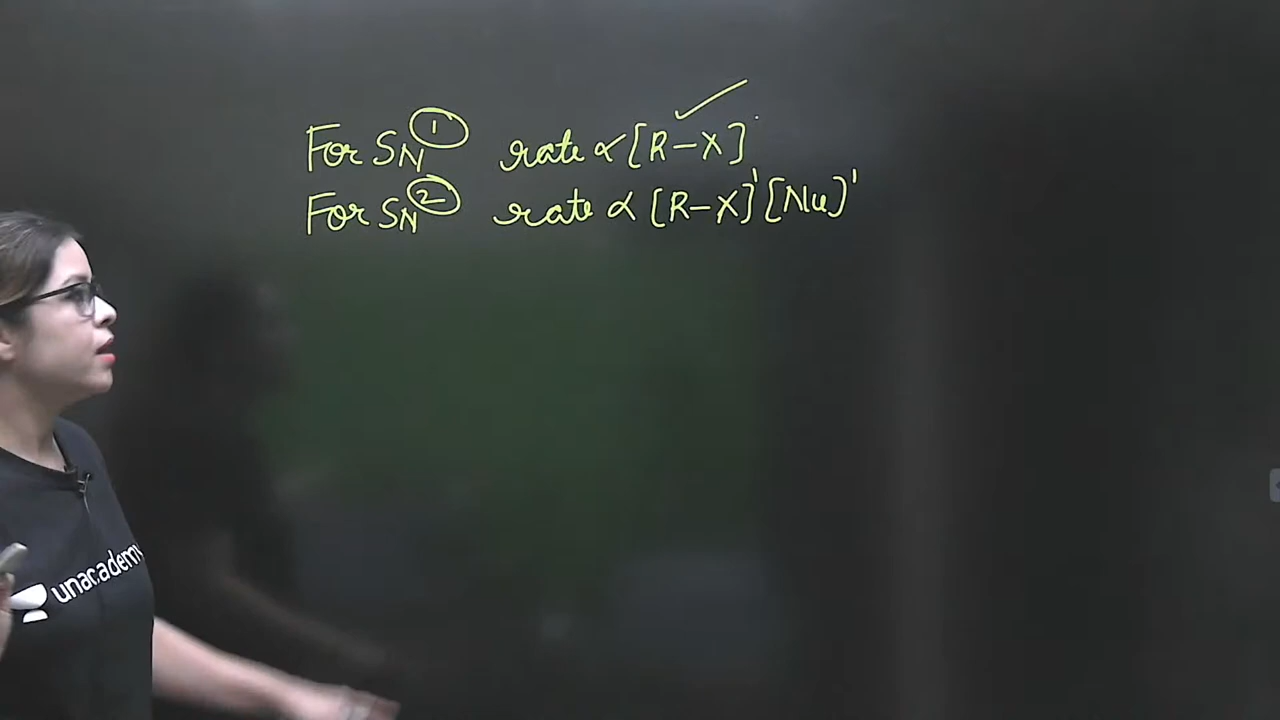 For SN① rate ∝ [R-X]
For SN② rate ∝ [R-X]¹ [Nu]¹
unacademy